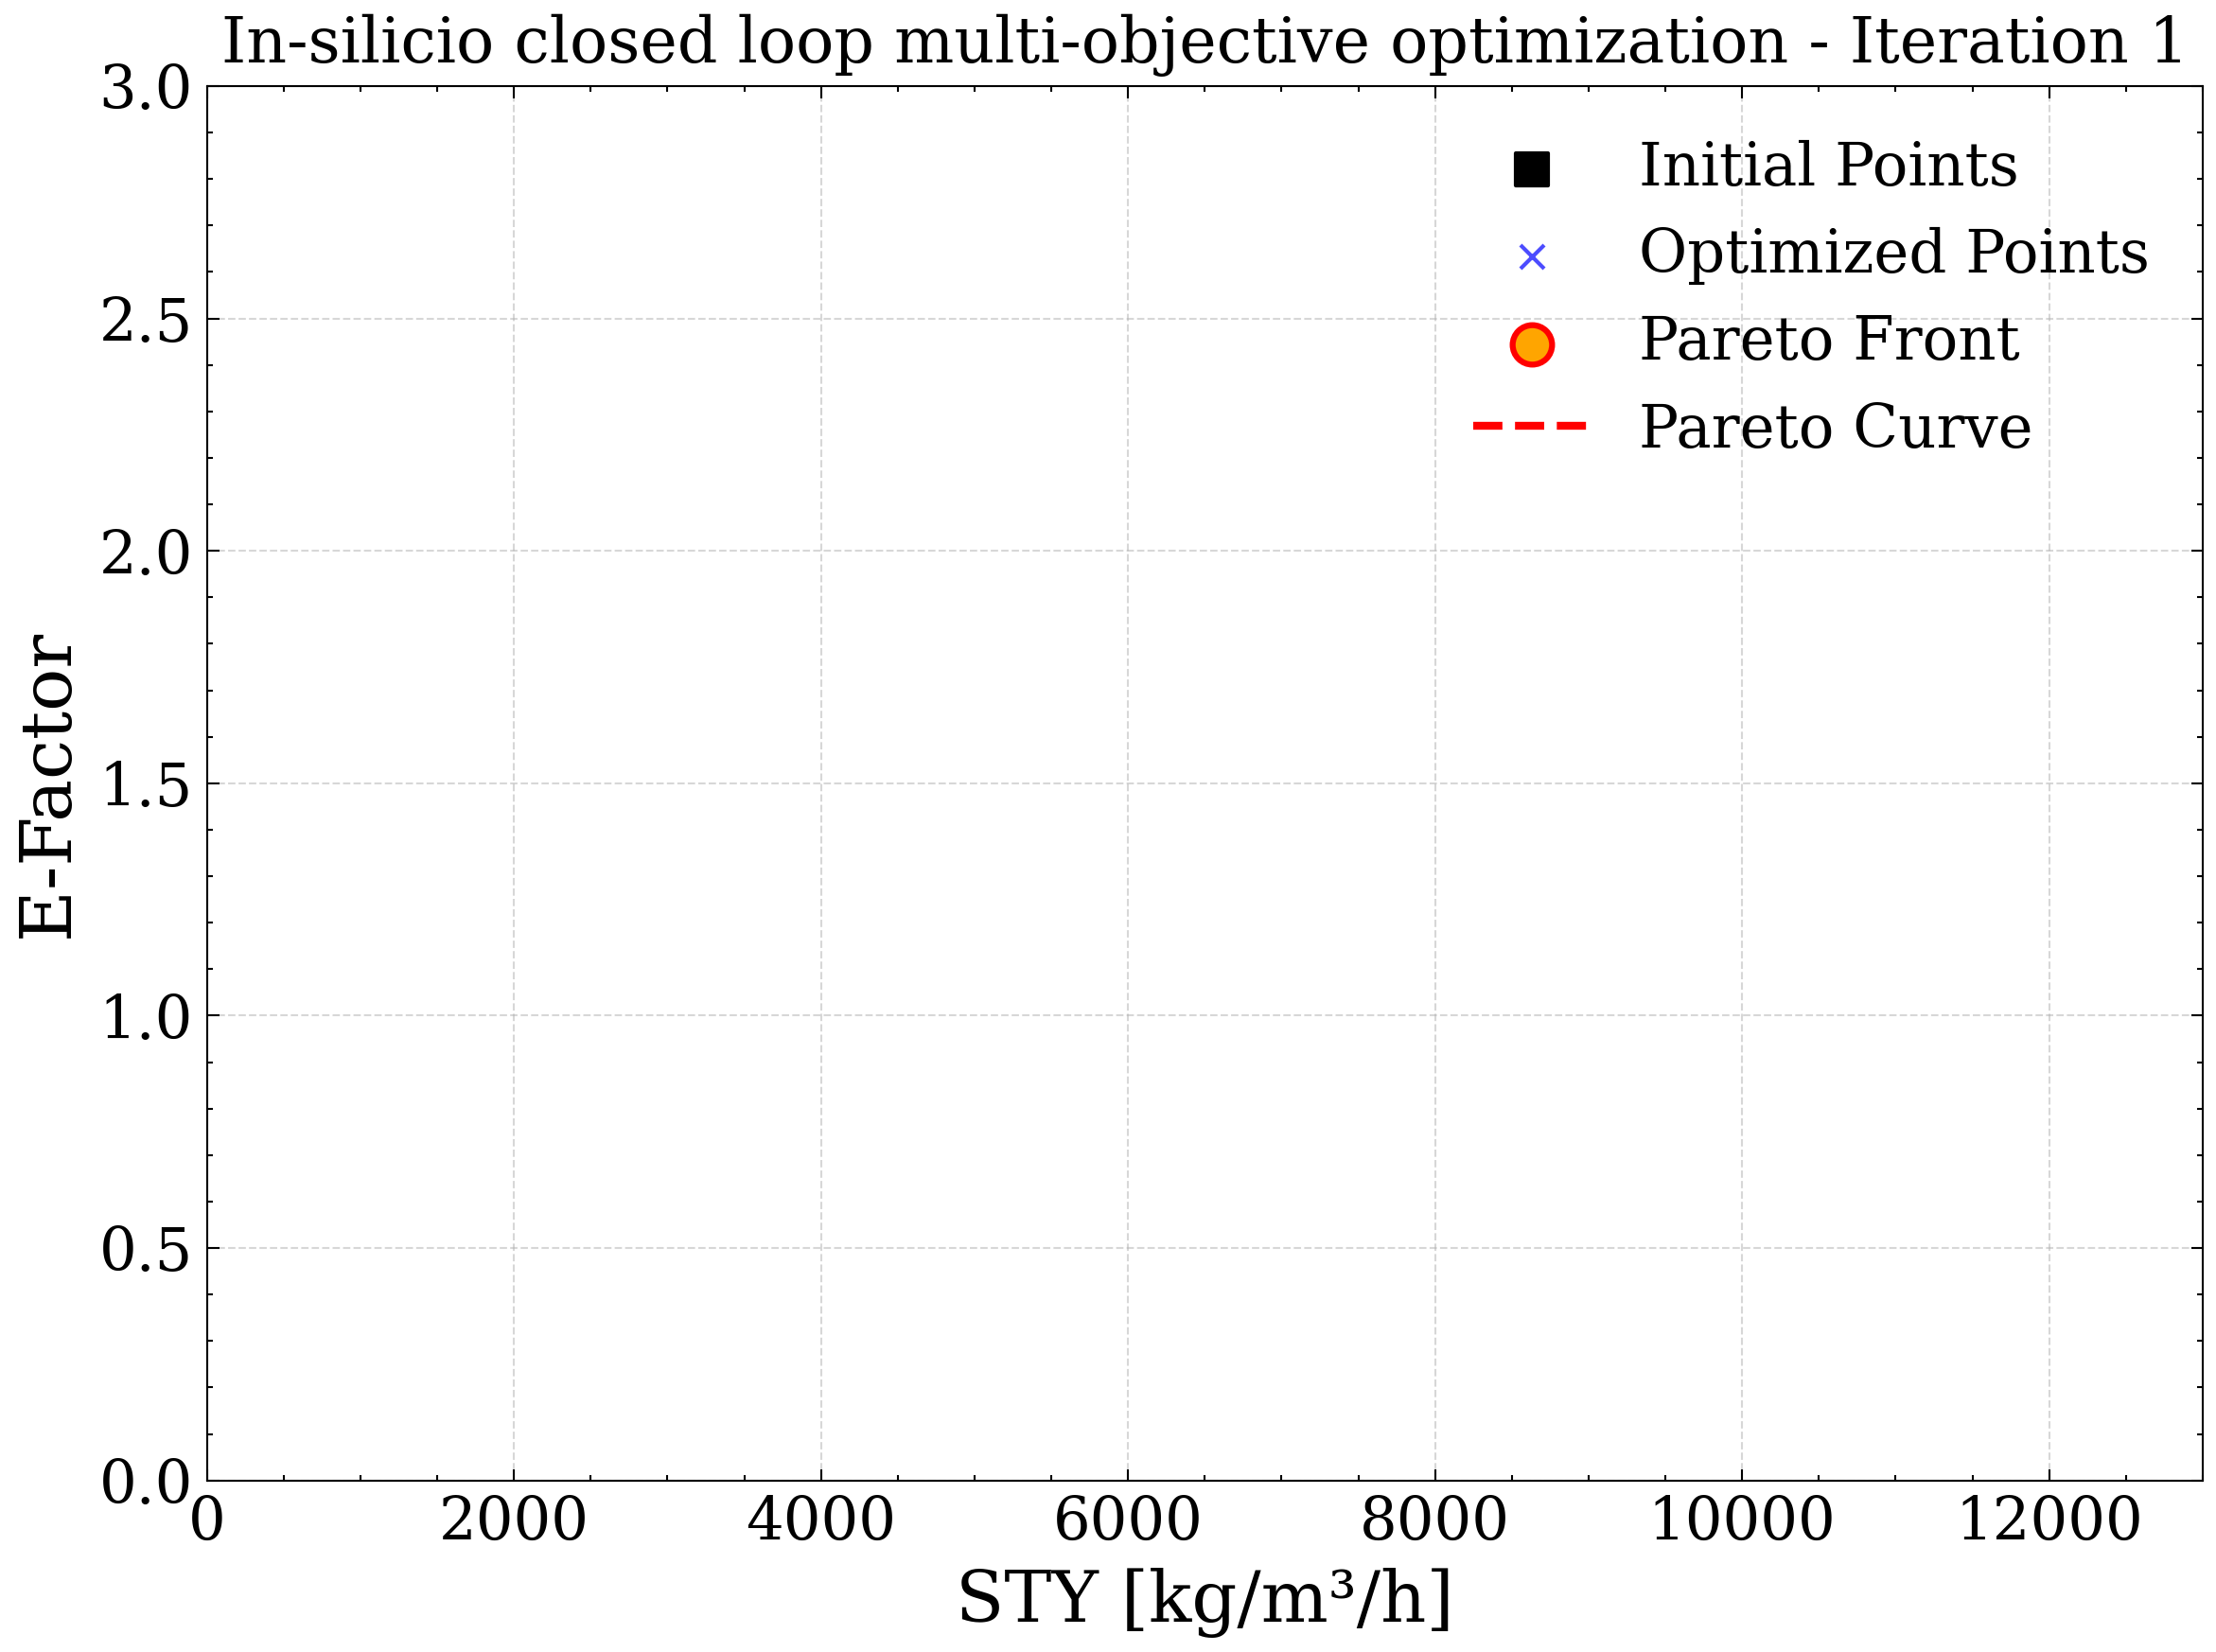 In-silicio closed loop multi-objective optimization - Iteration 1
3.0
2.5
2.0
1.5
1.0
0.5
0.0
E-Factor
Initial Points
Optimized Points
Pareto Front
Pareto Curve
0 2000 4000 6000 8000 10000 12000
STY [kg/m³/h]